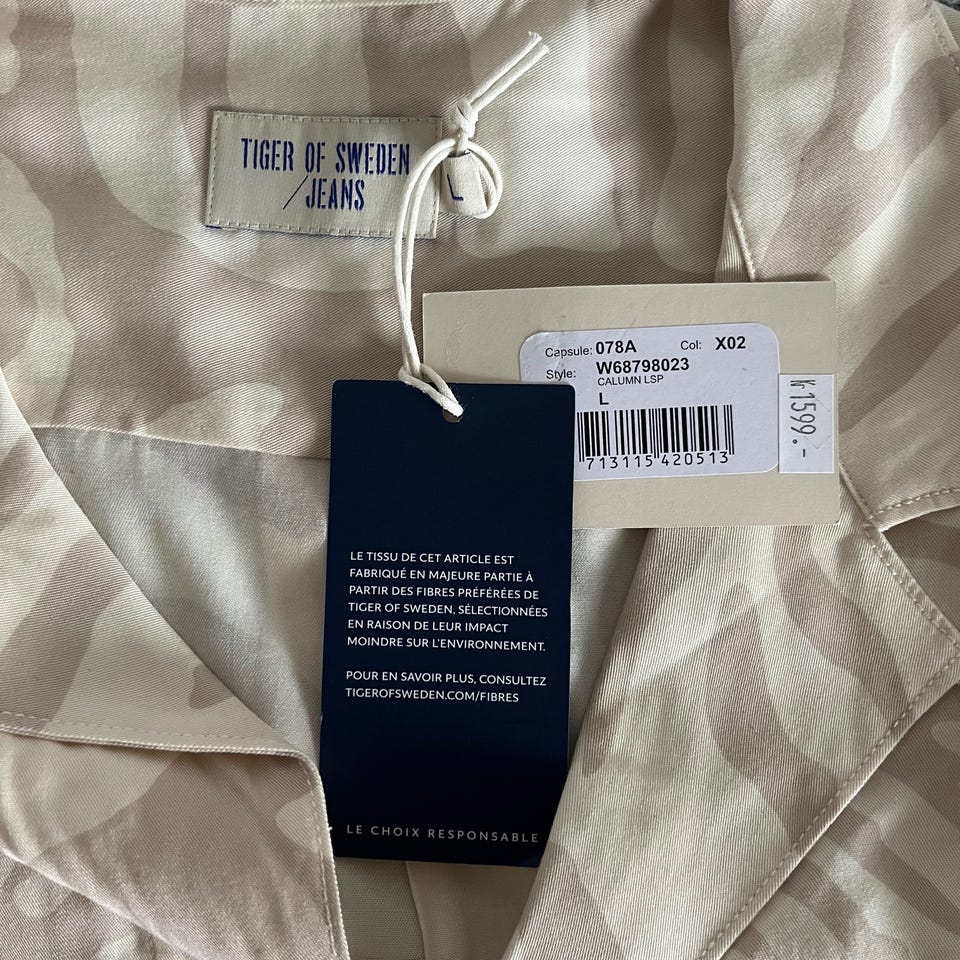 TIGER OF SWEDEN
/JEANS
L
Capsule: 078A Col: X02
Style: W68798023
CALUMN LSP
L
713115 420513
K 1599.-
LE TISSU DE CET ARTICLE EST
FABRIQUÉ EN MAJEURE PARTIE À
PARTIR DES FIBRES PRÉFÉRÉES DE
TIGER OF SWEDEN, SÉLECTIONNÉES
EN RAISON DE LEUR IMPACT
MOINDRE SUR L'ENVIRONNEMENT.
POUR EN SAVOIR PLUS, CONSULTEZ
TIGEROFSWEDEN.COM/FIBRES
LE CHOIX RESPONSABLE